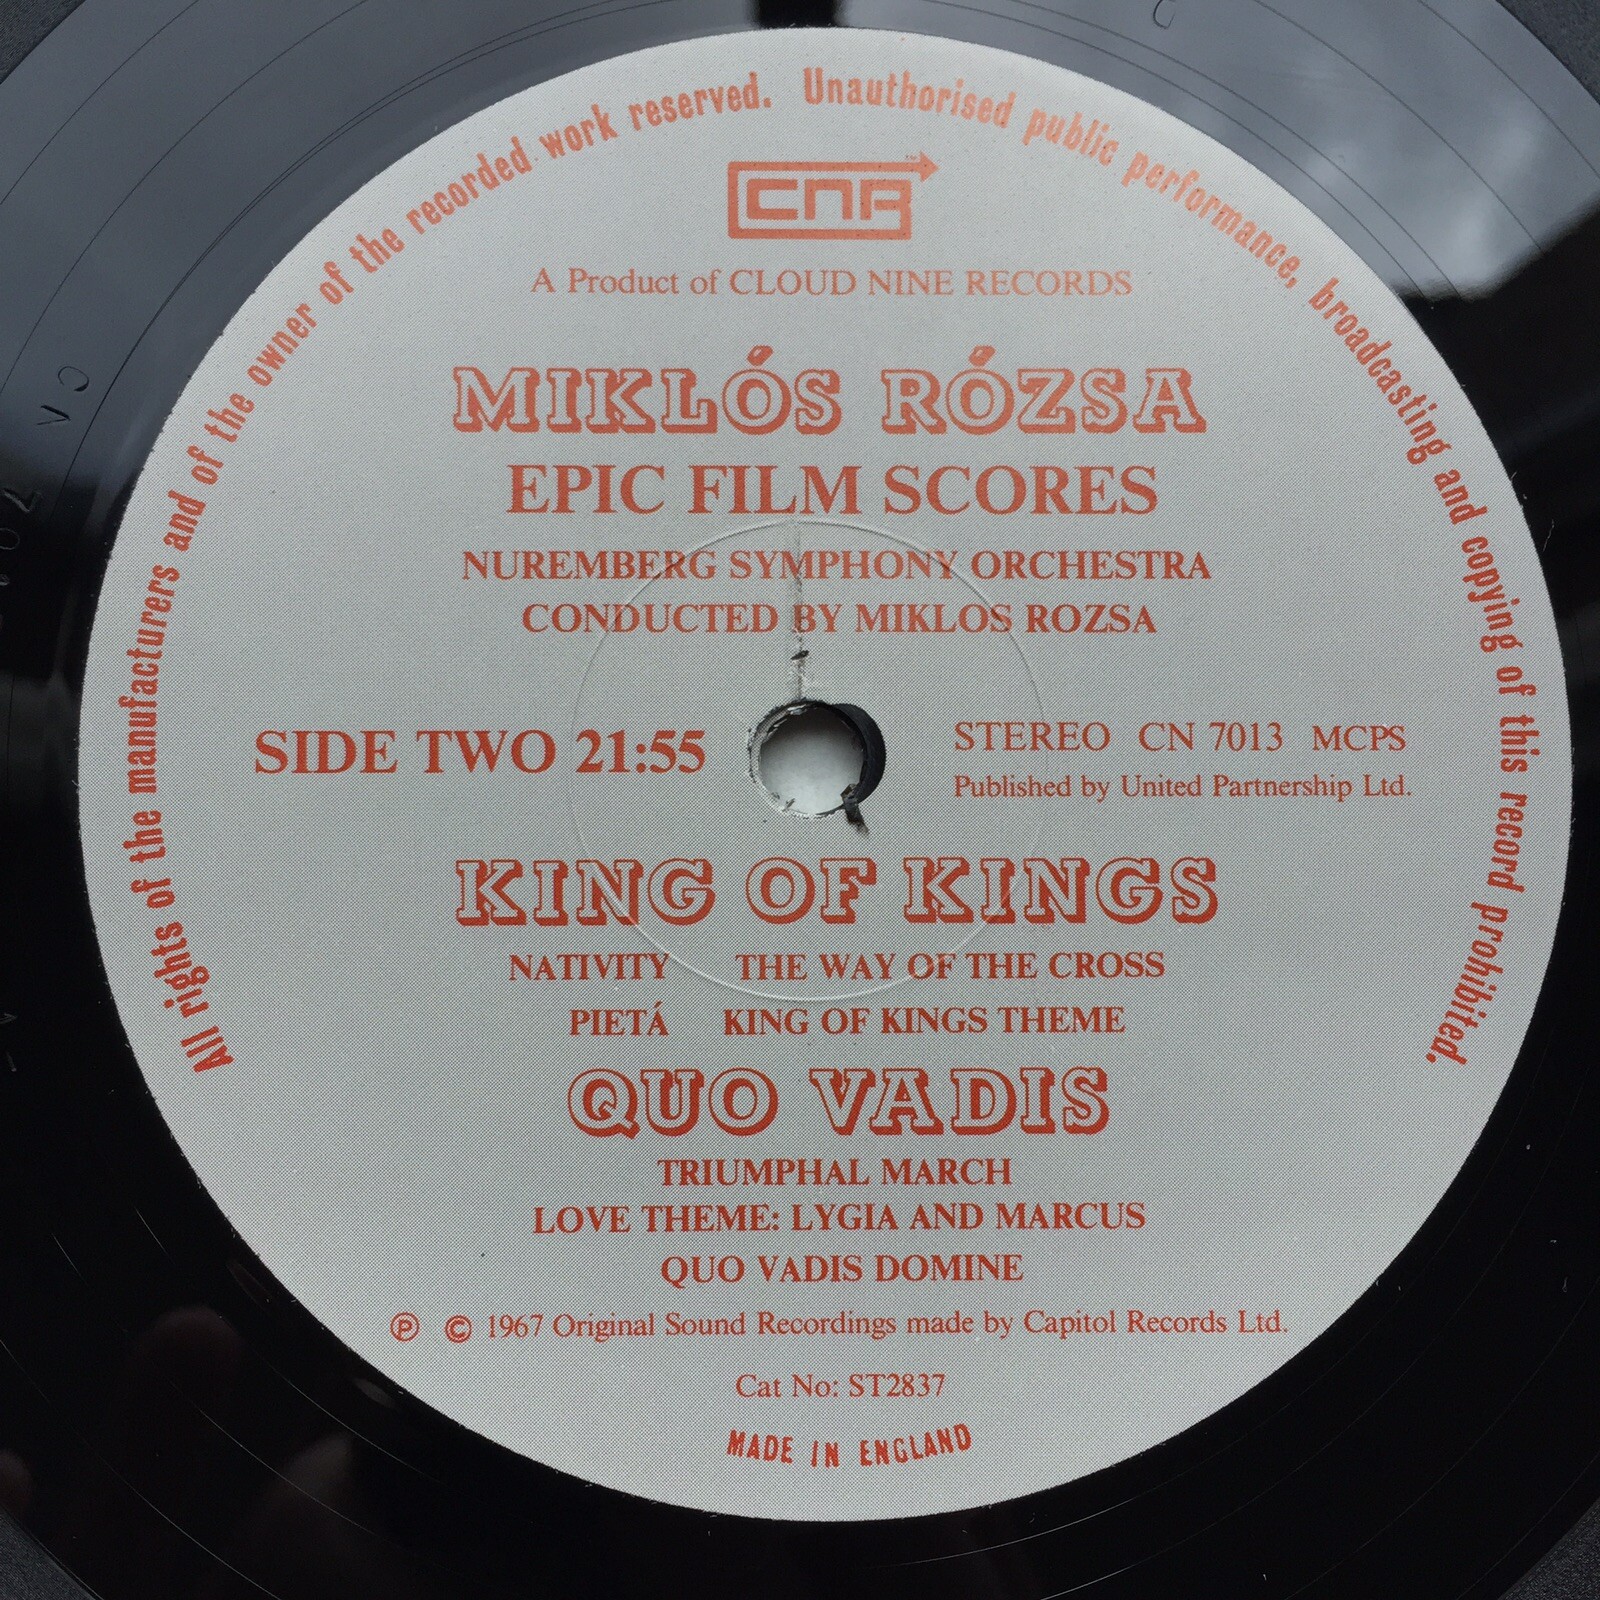 All rights of the manufacturers and of the owner of the recorded work reserved. Unauthorised public performance, broadcasting and copying of this record prohibited.
CNR™
A Product of CLOUD NINE RECORDS
MIKLÓS RÓZSA
EPIC FILM SCORES
NUREMBERG SYMPHONY ORCHESTRA
CONDUCTED BY MIKLOS ROZSA
SIDE TWO 21:55
STEREO CN 7013 MCPS
Published by United Partnership Ltd.
KING OF KINGS
NATIVITY THE WAY OF THE CROSS
PIETÁ KING OF KINGS THEME
QUO VADIS
TRIUMPHAL MARCH
LOVE THEME: LYGIA AND MARCUS
QUO VADIS DOMINE
Ⓟ © 1967 Original Sound Recordings made by Capitol Records Ltd.
Cat No: ST2837
MADE IN ENGLAND